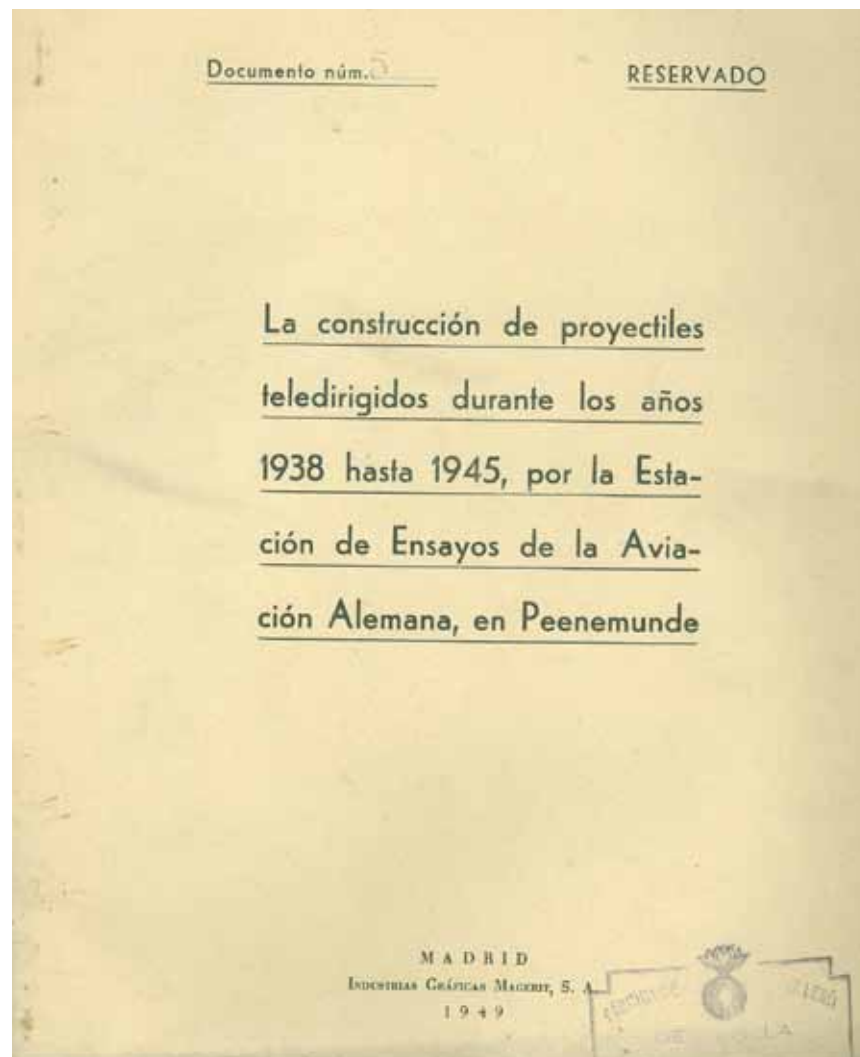 Documento núm. 5
RESERVADO
La construcción de proyectiles
teledirigidos durante los años
1938 hasta 1945, por la Esta-
ción de Ensayos de la Avia-
ción Alemana, en Peenemunde
MADRID
INDUSTRIAS GRÁFICAS MAGERIT, S. A.
1949
DE